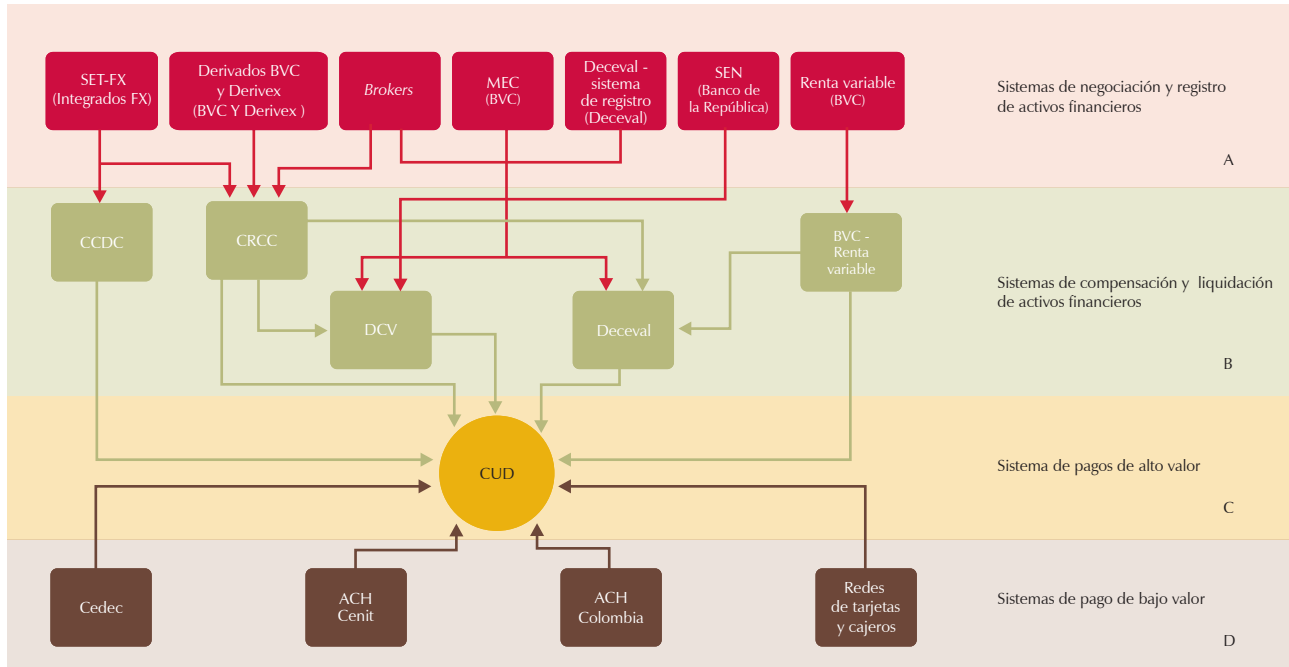 SET-FX
(Integrados FX)
Derivados BVC
y Derivex
(BVC Y Derivex )
Brokers
MEC
(BVC)
Deceval -
sistema
de registro
(Deceval)
SEN
(Banco de
la República)
Renta variable
(BVC)
Sistemas de negociación y registro
de activos financieros
A
CCDC
CRCC
BVC -
Renta
variable
DCV
Deceval
Sistemas de compensación y liquidación
de activos financieros
B
CUD
Sistema de pagos de alto valor
C
Cedec
ACH
Cenit
ACH
Colombia
Redes
de tarjetas
y cajeros
Sistemas de pago de bajo valor
D